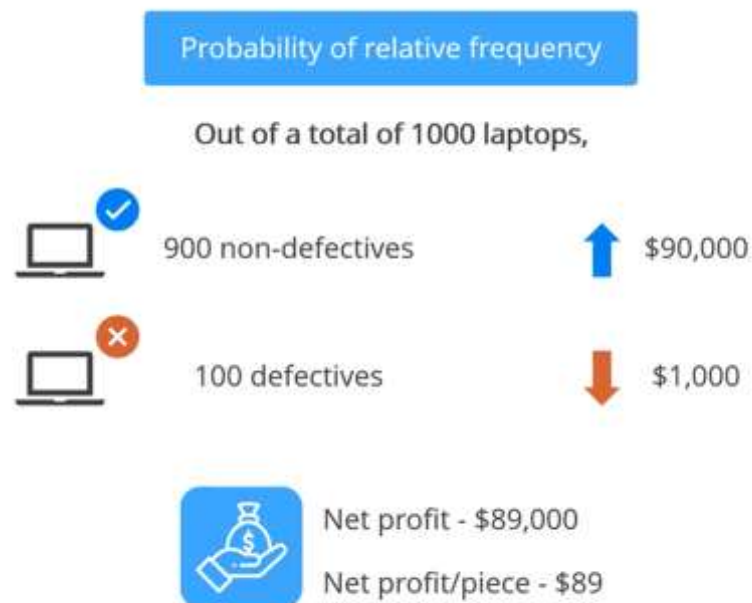 Probability of relative frequency
Out of a total of 1000 laptops,
900 non-defectives $90,000
100 defectives $1,000
$
Net profit - $89,000
Net profit/piece - $89